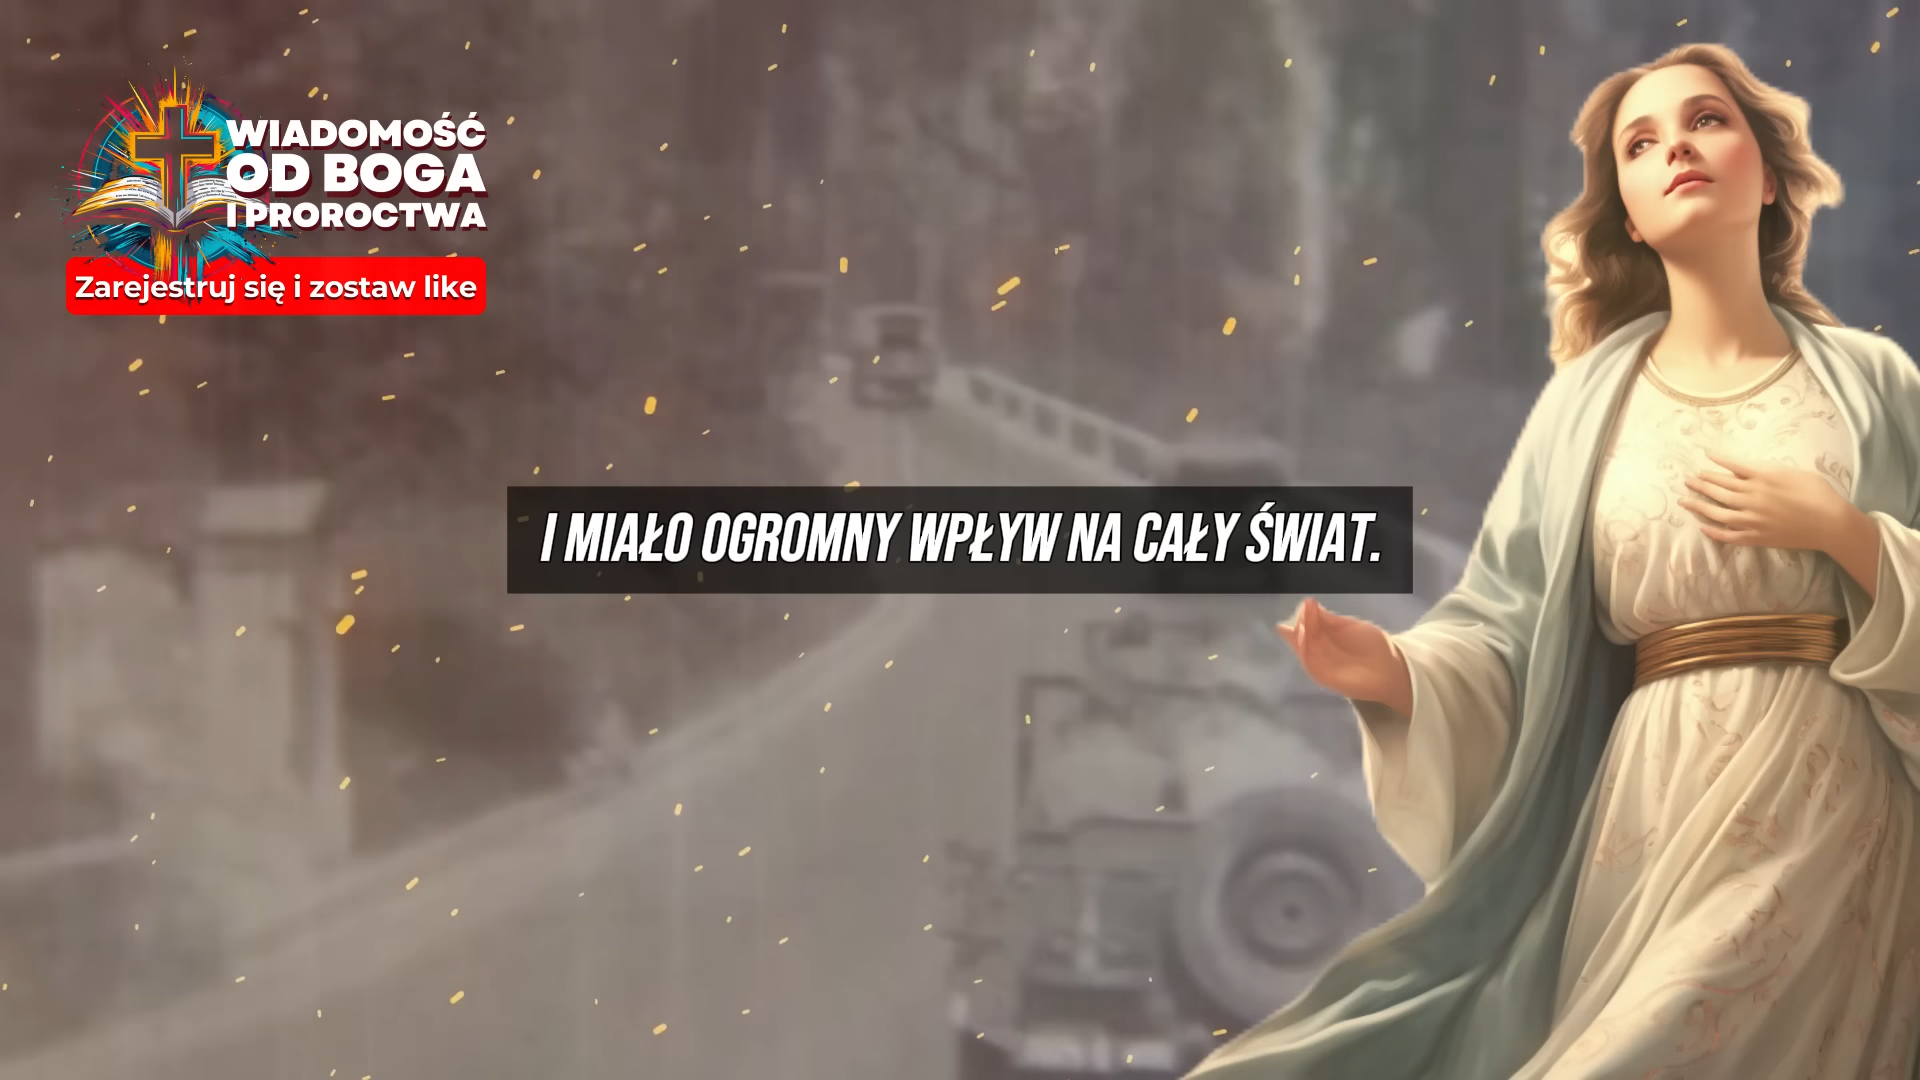 WIADOMOŚĆ
OD BOGA
I PROROCTWA
Zarejestruj się i zostaw like
I MIAŁO OGROMNY WPŁYW NA CAŁY ŚWIAT.